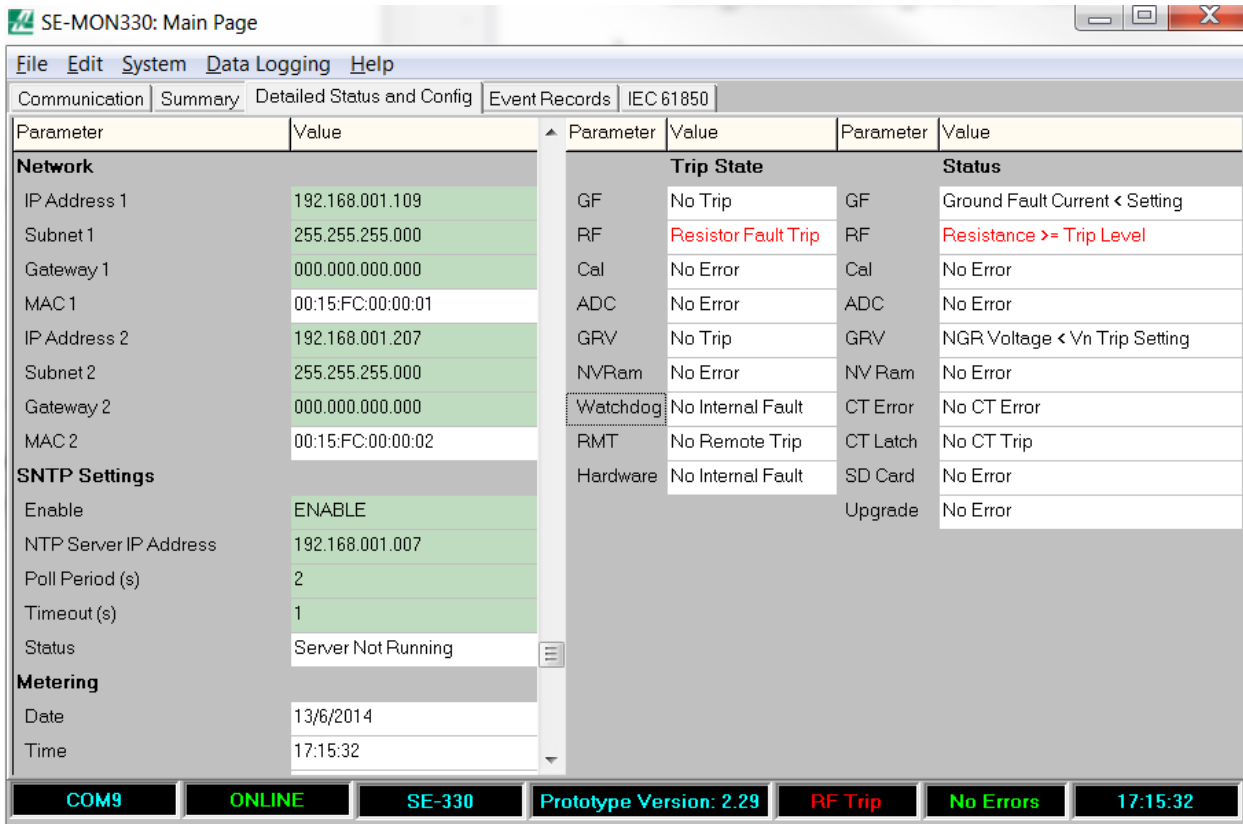 SE-MON330: Main Page
File Edit System Data Logging Help
Communication Summary Detailed Status and Config Event Records IEC 61850
Parameter Value Parameter Value Parameter Value
Network Trip State Status
IP Address 1 192.168.001.109 GF No Trip GF Ground Fault Current < Setting
Subnet 1 255.255.255.000 RF Resistor Fault Trip RF Resistance >= Trip Level
Gateway 1 000.000.000.000 Cal No Error Cal No Error
MAC 1 00:15:FC:00:00:01 ADC No Error ADC No Error
IP Address 2 192.168.001.207 GRV No Trip GRV NGR Voltage < Vn Trip Setting
Subnet 2 255.255.255.000 NVRam No Error NV Ram No Error
Gateway 2 000.000.000.000 Watchdog No Internal Fault CT Error No CT Error
MAC 2 00:15:FC:00:00:02 RMT No Remote Trip CT Latch No CT Trip
SNTP Settings Hardware No Internal Fault SD Card No Error
Enable ENABLE Upgrade No Error
NTP Server IP Address 192.168.001.007
Poll Period (s) 2
Timeout (s) 1
Status Server Not Running
Metering
Date 13/6/2014
Time 17:15:32
COM9 ONLINE SE-330 Prototype Version: 2.29 RF Trip No Errors 17:15:32